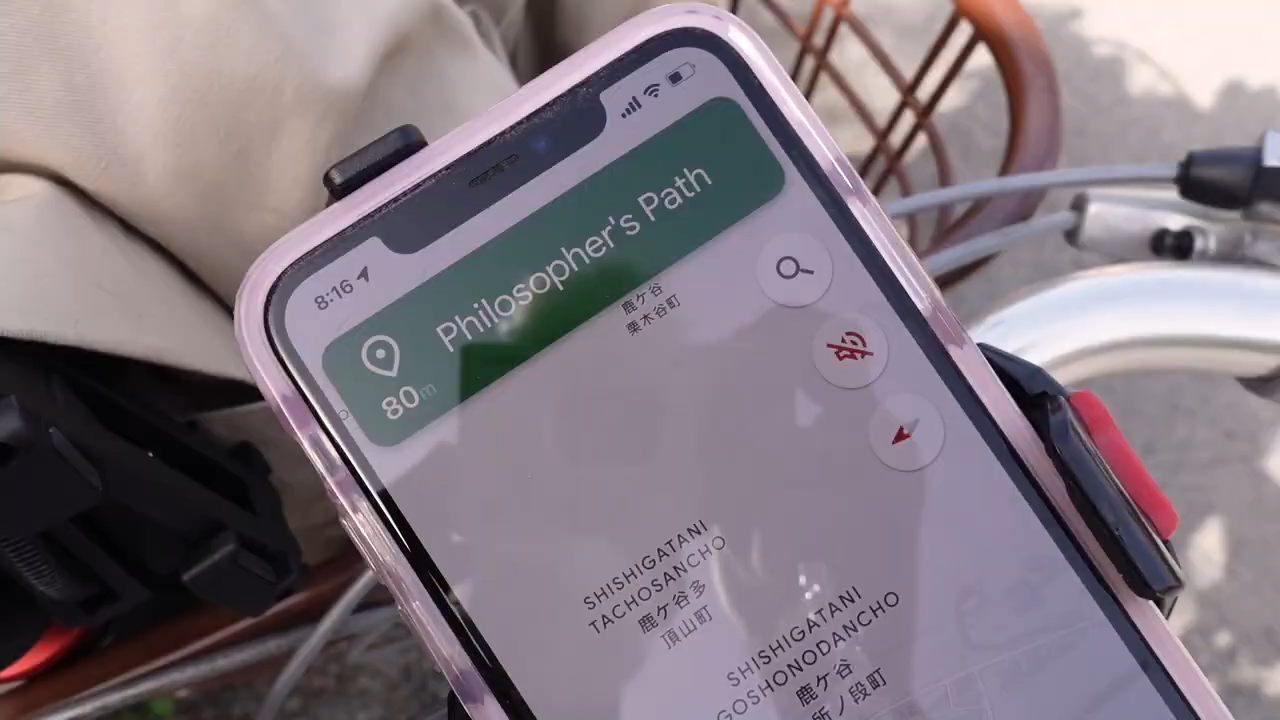 8:16
Philosopher's Path
80m
鹿ケ谷
栗木谷町
SHISHIGATANI
TACHOSANCHO
鹿ケ谷多
頂山町
SHISHIGATANI
GOSHONODANCHO
鹿ケ谷
所ノ段町